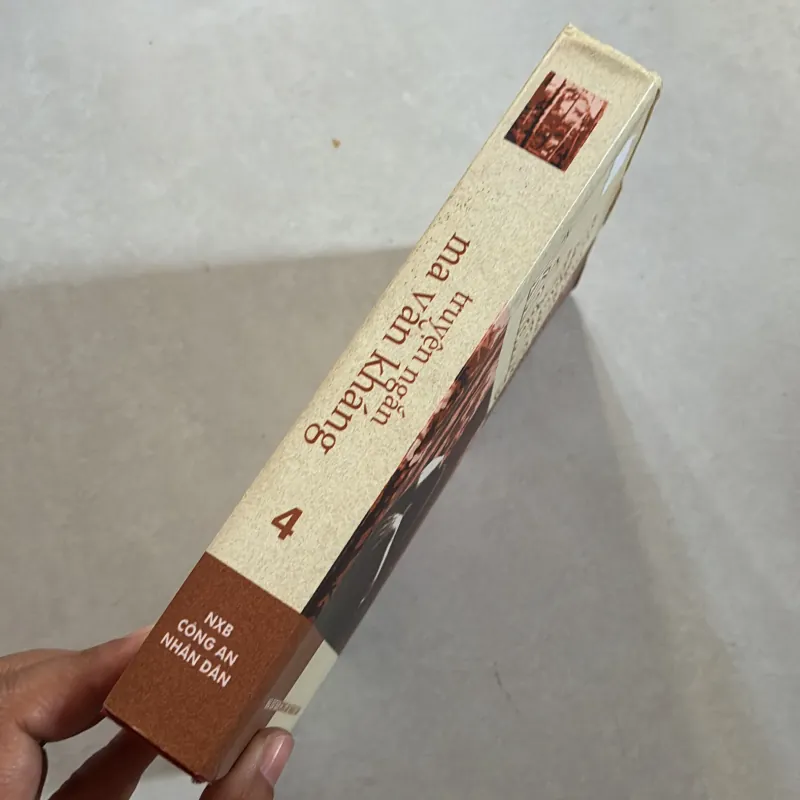 truyện ngắn
ma văn kháng
4
NXB
CÔNG AN
NHÂN DÂN